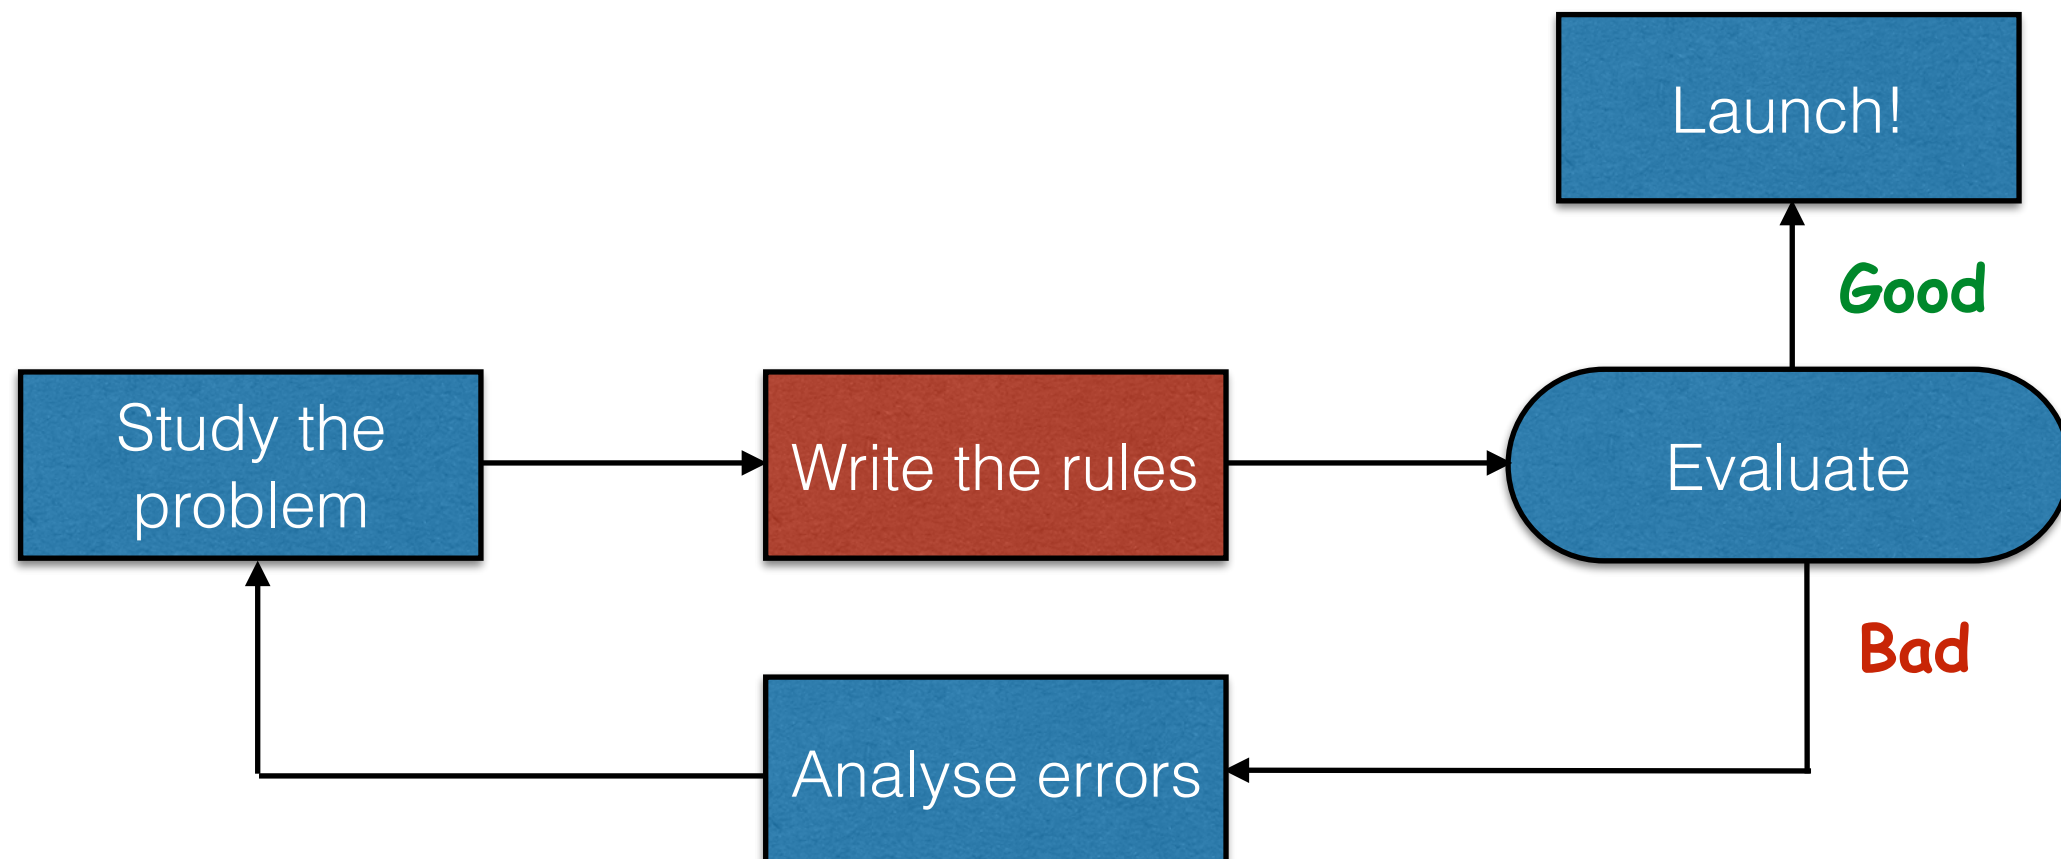 Launch!
Good
Study the
problem
Write the rules
Evaluate
Bad
Analyse errors